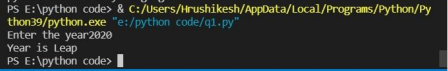 PS E:\python code> & C:/Users/Hrushikesh/AppData/Local/Programs/Python/Py
thon39/python.exe "e:/python code/q1.py"
Enter the year2020
Year is Leap
PS E:\python code>